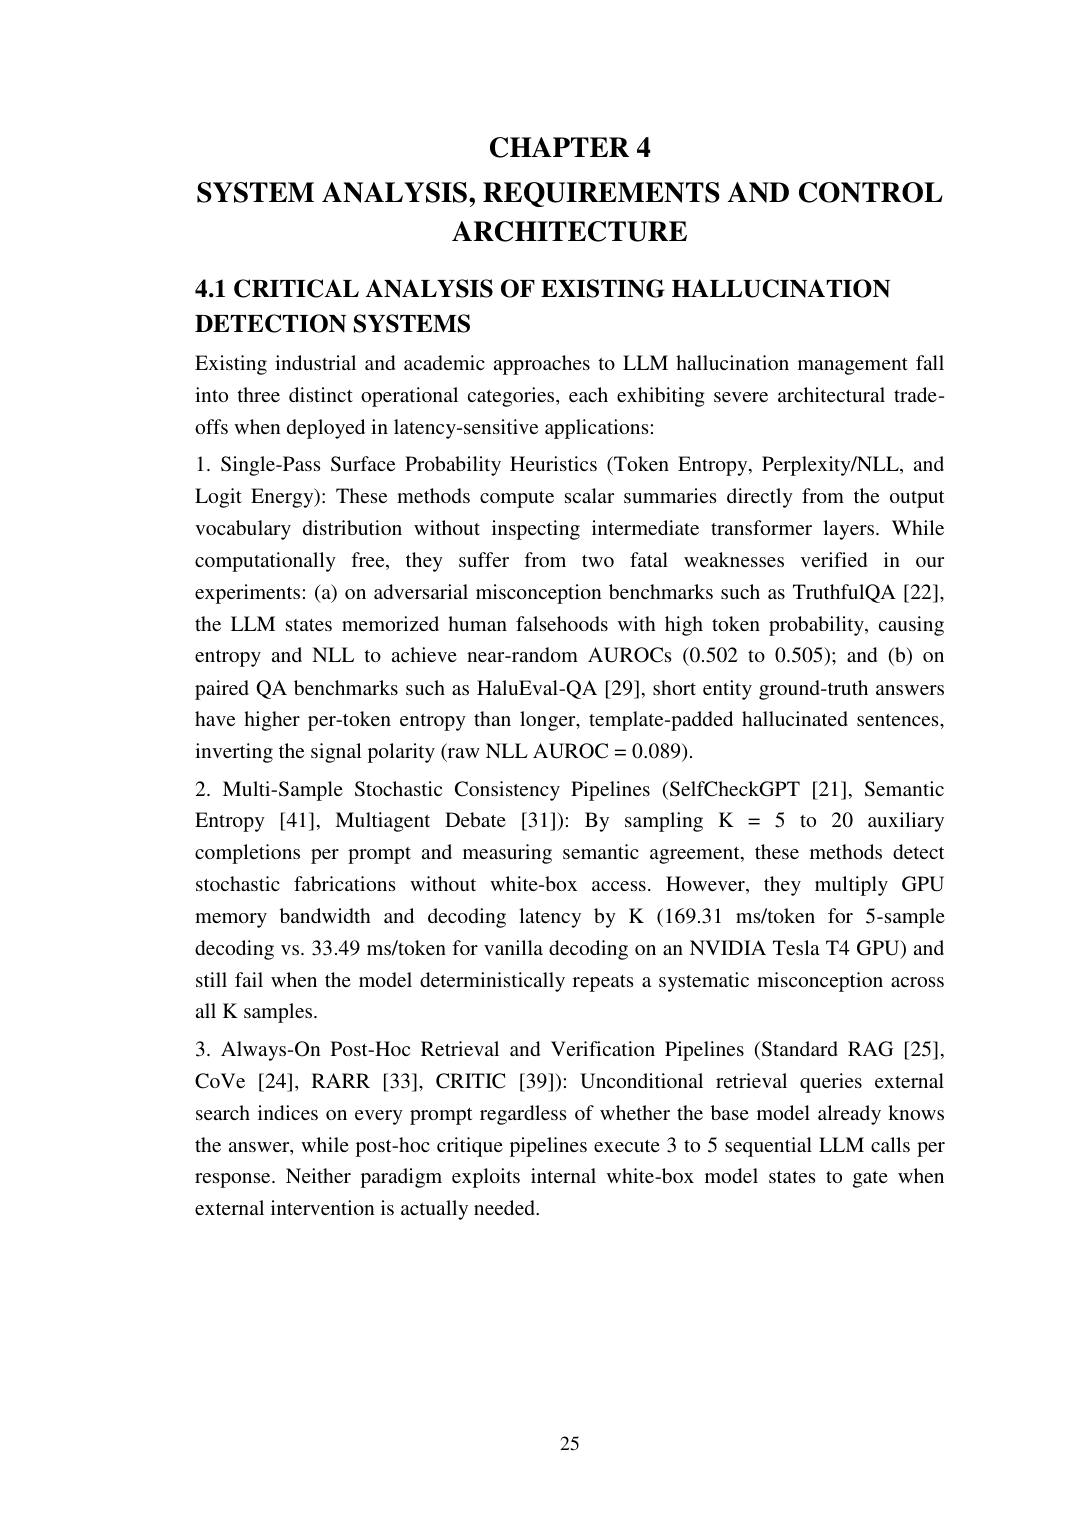 CHAPTER 4
SYSTEM ANALYSIS, REQUIREMENTS AND CONTROL
ARCHITECTURE
4.1 CRITICAL ANALYSIS OF EXISTING HALLUCINATION
DETECTION SYSTEMS
Existing industrial and academic approaches to LLM hallucination management fall
into three distinct operational categories, each exhibiting severe architectural trade-
offs when deployed in latency-sensitive applications:
1. Single-Pass Surface Probability Heuristics (Token Entropy, Perplexity/NLL, and
Logit Energy): These methods compute scalar summaries directly from the output
vocabulary distribution without inspecting intermediate transformer layers. While
computationally free, they suffer from two fatal weaknesses verified in our
experiments: (a) on adversarial misconception benchmarks such as TruthfulQA [22],
the LLM states memorized human falsehoods with high token probability, causing
entropy and NLL to achieve near-random AUROCs (0.502 to 0.505); and (b) on
paired QA benchmarks such as HaluEval-QA [29], short entity ground-truth answers
have higher per-token entropy than longer, template-padded hallucinated sentences,
inverting the signal polarity (raw NLL AUROC = 0.089).
2. Multi-Sample Stochastic Consistency Pipelines (SelfCheckGPT [21], Semantic
Entropy [41], Multiagent Debate [31]): By sampling K = 5 to 20 auxiliary
completions per prompt and measuring semantic agreement, these methods detect
stochastic fabrications without white-box access. However, they multiply GPU
memory bandwidth and decoding latency by K (169.31 ms/token for 5-sample
decoding vs. 33.49 ms/token for vanilla decoding on an NVIDIA Tesla T4 GPU) and
still fail when the model deterministically repeats a systematic misconception across
all K samples.
3. Always-On Post-Hoc Retrieval and Verification Pipelines (Standard RAG [25],
CoVe [24], RARR [33], CRITIC [39]): Unconditional retrieval queries external
search indices on every prompt regardless of whether the base model already knows
the answer, while post-hoc critique pipelines execute 3 to 5 sequential LLM calls per
response. Neither paradigm exploits internal white-box model states to gate when
external intervention is actually needed.
25